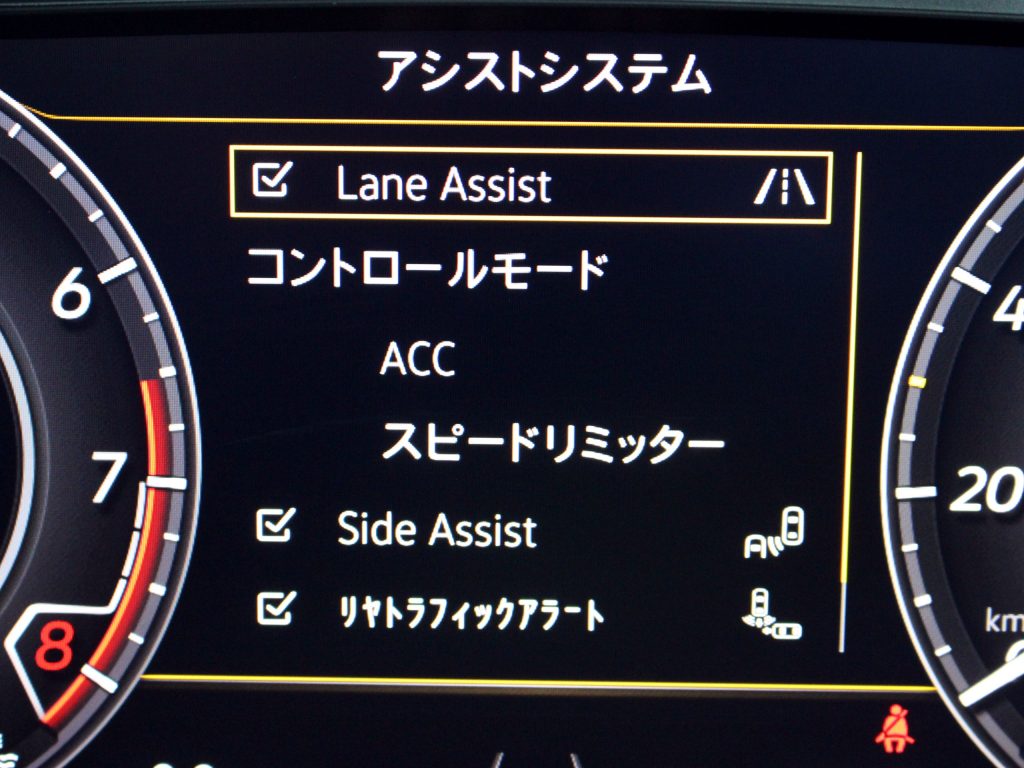 アシストシステム
Lane Assist
コントロールモード
ACC
スピードリミッター
Side Assist
リヤトラフィックアラート
6
7
8
4
20
km